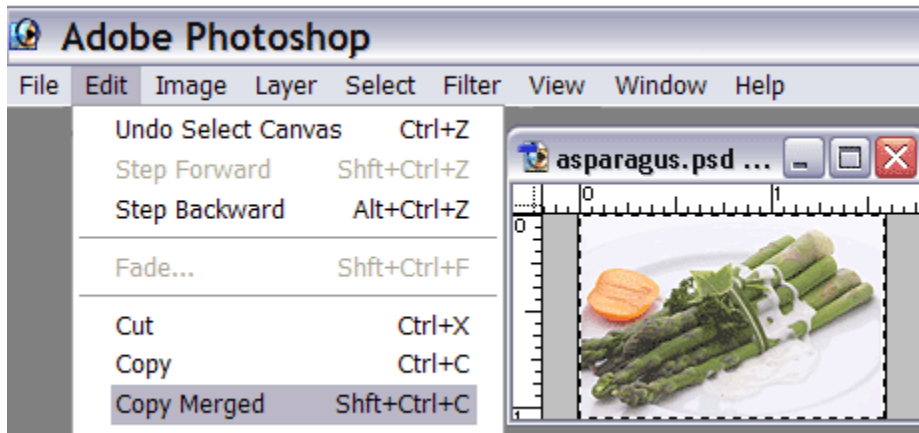 Adobe Photoshop
File Edit Image Layer Select Filter View Window Help
Undo Select Canvas Ctrl+Z
Step Forward Shft+Ctrl+Z
Step Backward Alt+Ctrl+Z
Fade... Shft+Ctrl+F
Cut Ctrl+X
Copy Ctrl+C
Copy Merged Shft+Ctrl+C
asparagus.psd ...
0 1
0
1